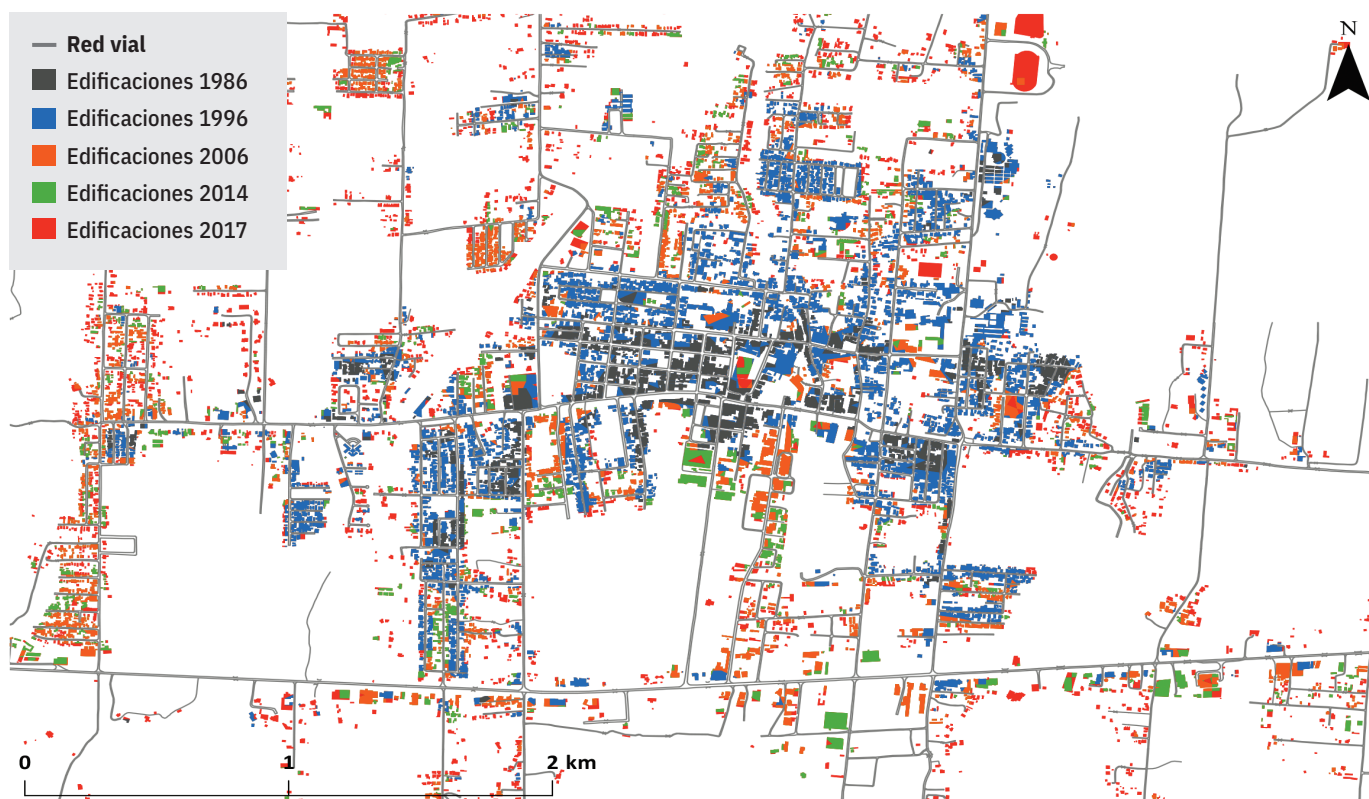 Red vial
Edificaciones 1986
Edificaciones 1996
Edificaciones 2006
Edificaciones 2014
Edificaciones 2017
N
0 1 2 km